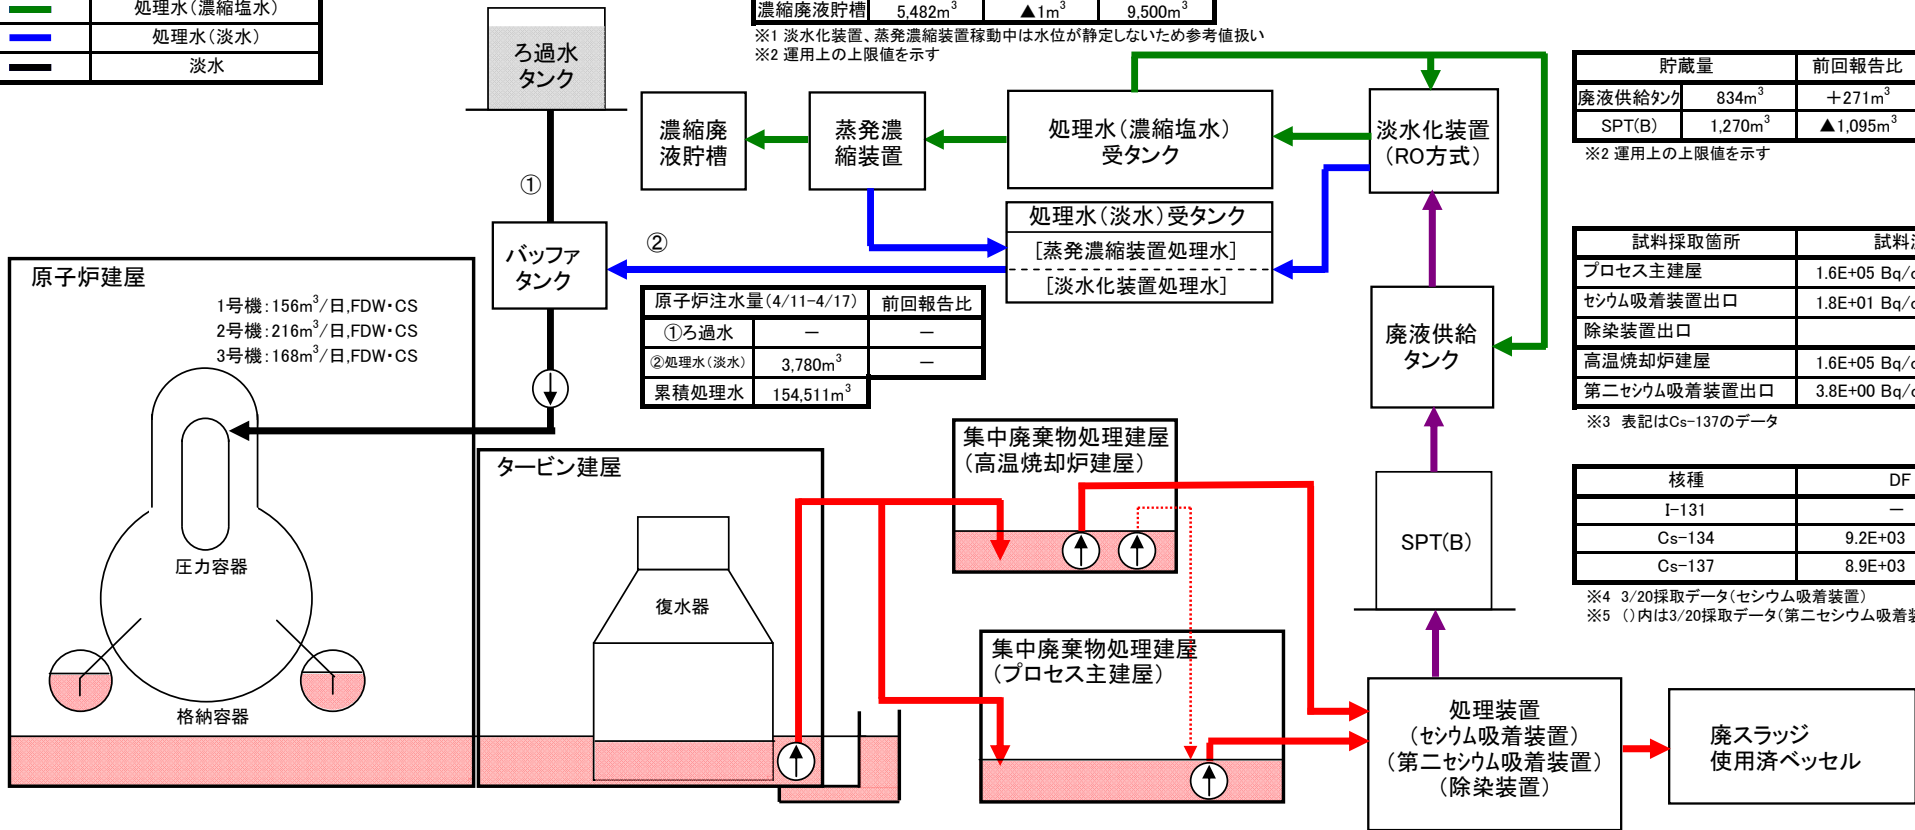 処理水(濃縮塩水)
処理水(淡水)
淡水
濃縮廃液貯槽 5,482m³ ▲1m³ 9,500m³
※1 淡水化装置、蒸発濃縮装置稼動中は水位が静定しないため参考値扱い
※2 運用上の上限値を示す
ろ過水
タンク
濃縮廃
液貯槽
蒸発濃
縮装置
処理水(濃縮塩水)
受タンク
淡水化装置
(RO方式)
貯蔵量 前回報告比
廃液供給タンク 834m³ +271m³
SPT(B) 1,270m³ ▲1,095m³
※2 運用上の上限値を示す
①
②
バッファ
タンク
処理水(淡水)受タンク
[蒸発濃縮装置処理水]
[淡水化装置処理水]
原子炉注水量(4/11-4/17) 前回報告比
①ろ過水 - -
②処理水(淡水) 3,780m³ -
累積処理水 154,511m³
廃液供給
タンク
試料採取箇所 試料
プロセス主建屋 1.6E+05 Bq/
セシウム吸着装置出口 1.8E+01 Bq/
除染装置出口
高温焼却炉建屋 1.6E+05 Bq/
第二セシウム吸着装置出口 3.8E+00 Bq/
※3 表記はCs-137のデータ
原子炉建屋
1号機:156m³/日,FDW・CS
2号機:216m³/日,FDW・CS
3号機:168m³/日,FDW・CS
圧力容器
格納容器
タービン建屋
復水器
集中廃棄物処理建屋
(高温焼却炉建屋)
集中廃棄物処理建屋
(プロセス主建屋)
SPT(B)
核種 DF
I-131 -
Cs-134 9.2E+03
Cs-137 8.9E+03
※4 3/20採取データ(セシウム吸着装置)
※5 ()内は3/20採取データ(第二セシウム吸着
処理装置
(セシウム吸着装置)
(第二セシウム吸着装置)
(除染装置)
廃スラッジ
使用済ベッセル